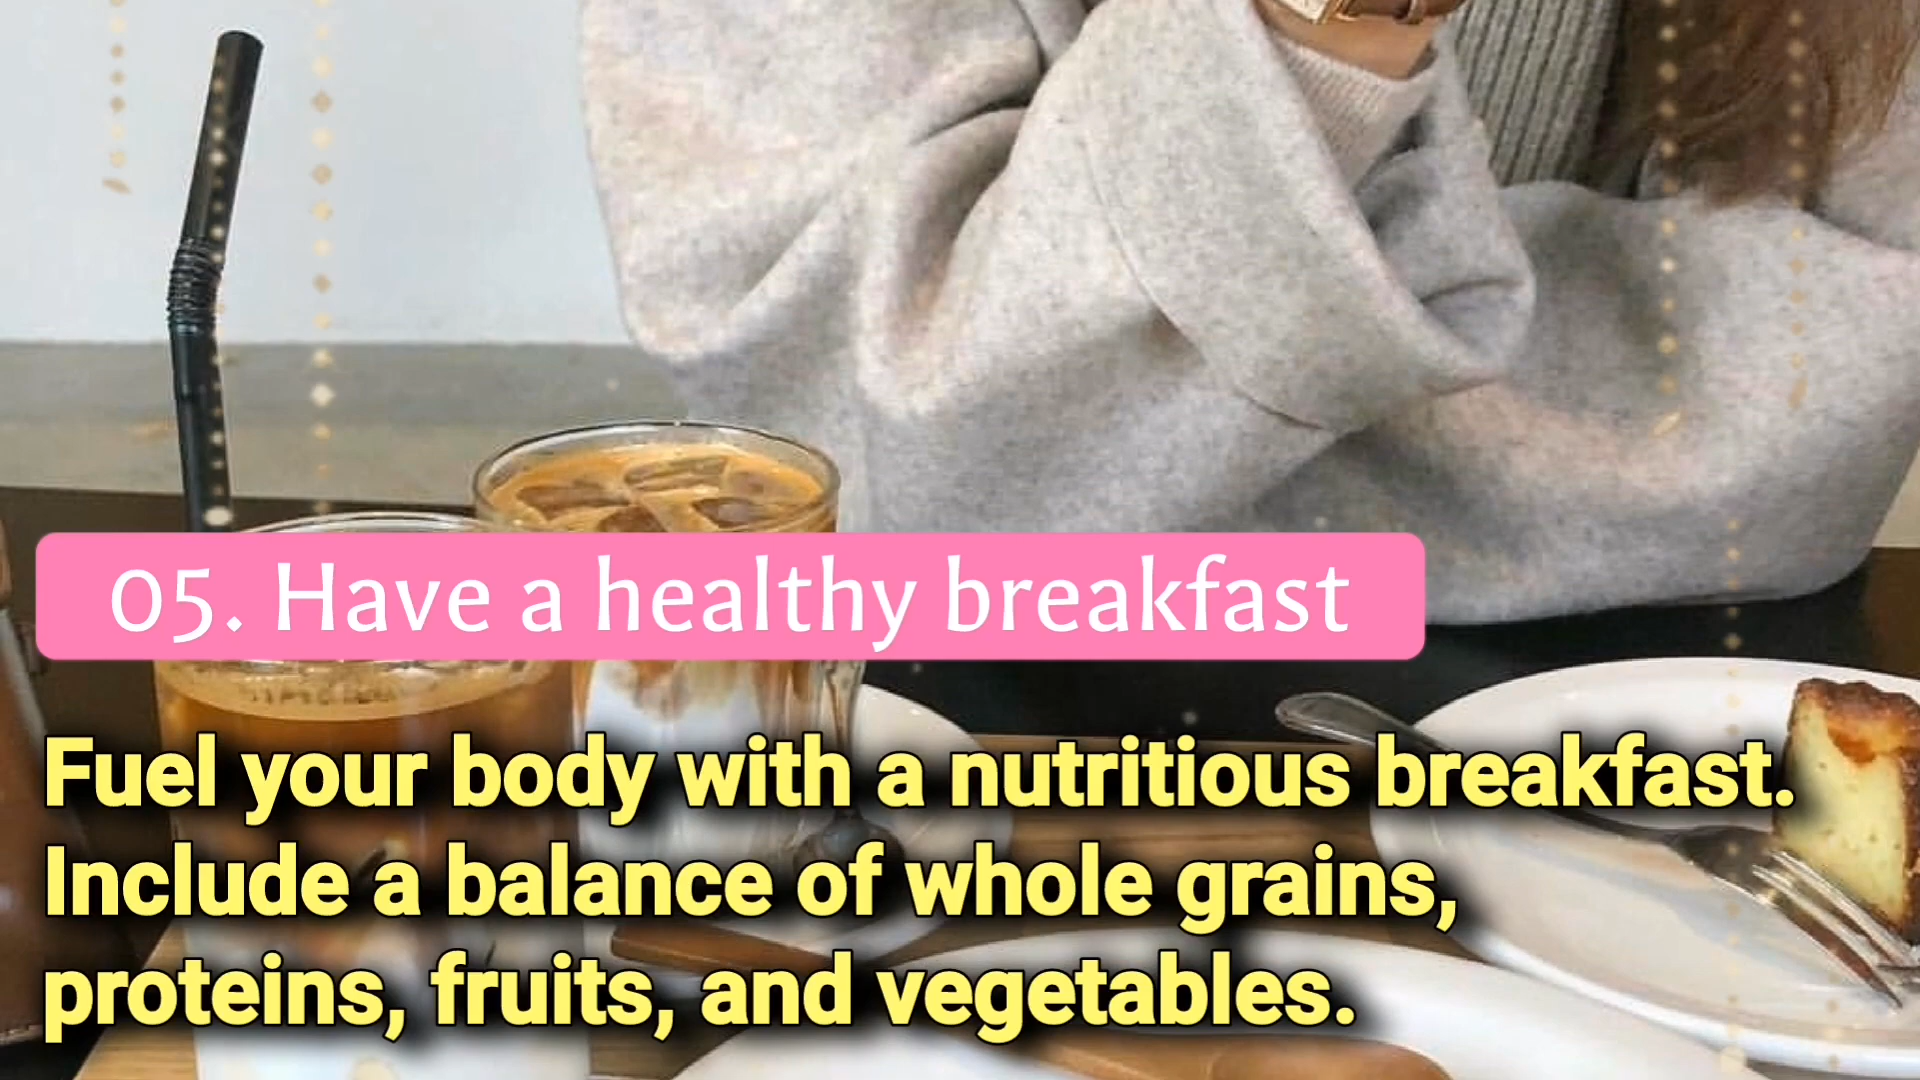 05. Have a healthy breakfast
Fuel your body with a nutritious breakfast.
Include a balance of whole grains,
proteins, fruits, and vegetables.